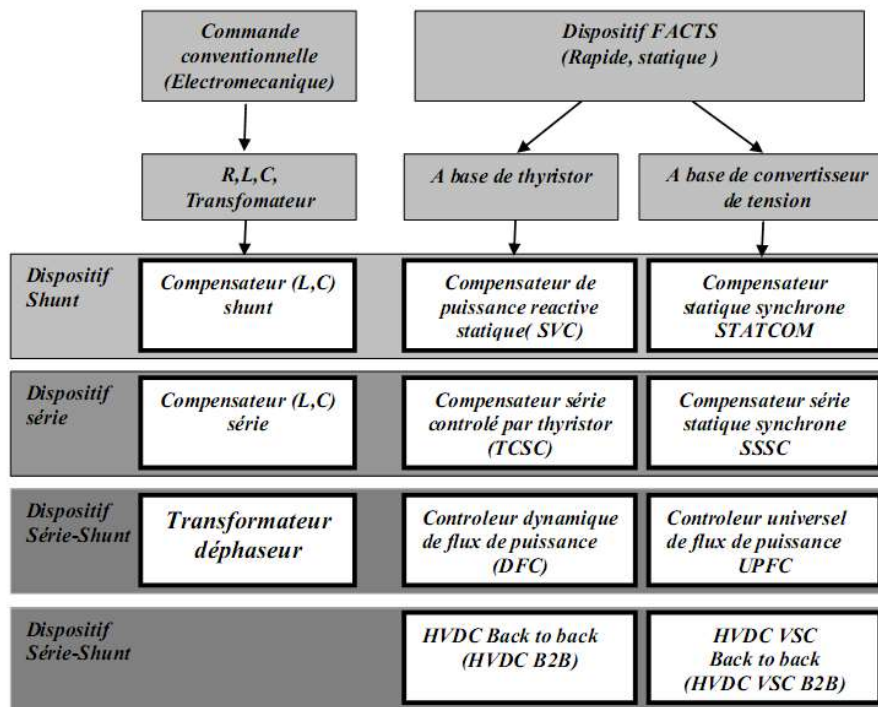 Commande
conventionnelle
(Electromecanique)
Dispositif FACTS
(Rapide, statique )
R,L,C,
Transfomateur
A base de thyristor
A base de convertisseur
de tension
Dispositif
Shunt
Compensateur (L,C)
shunt
Compensateur de
puissance reactive
statique( SVC)
Compensateur
statique synchrone
STATCOM
Dispositif
série
Compensateur (L,C)
série
Compensateur série
controlé par thyristor
(TCSC)
Compensateur série
statique synchrone
SSSC
Dispositif
Série-Shunt
Transformateur
déphaseur
Controleur dynamique
de flux de puissance
(DFC)
Controleur universel
de flux de puissance
UPFC
Dispositif
Série-Shunt
HVDC Back to back
(HVDC B2B)
HVDC VSC
Back to back
(HVDC VSC B2B)